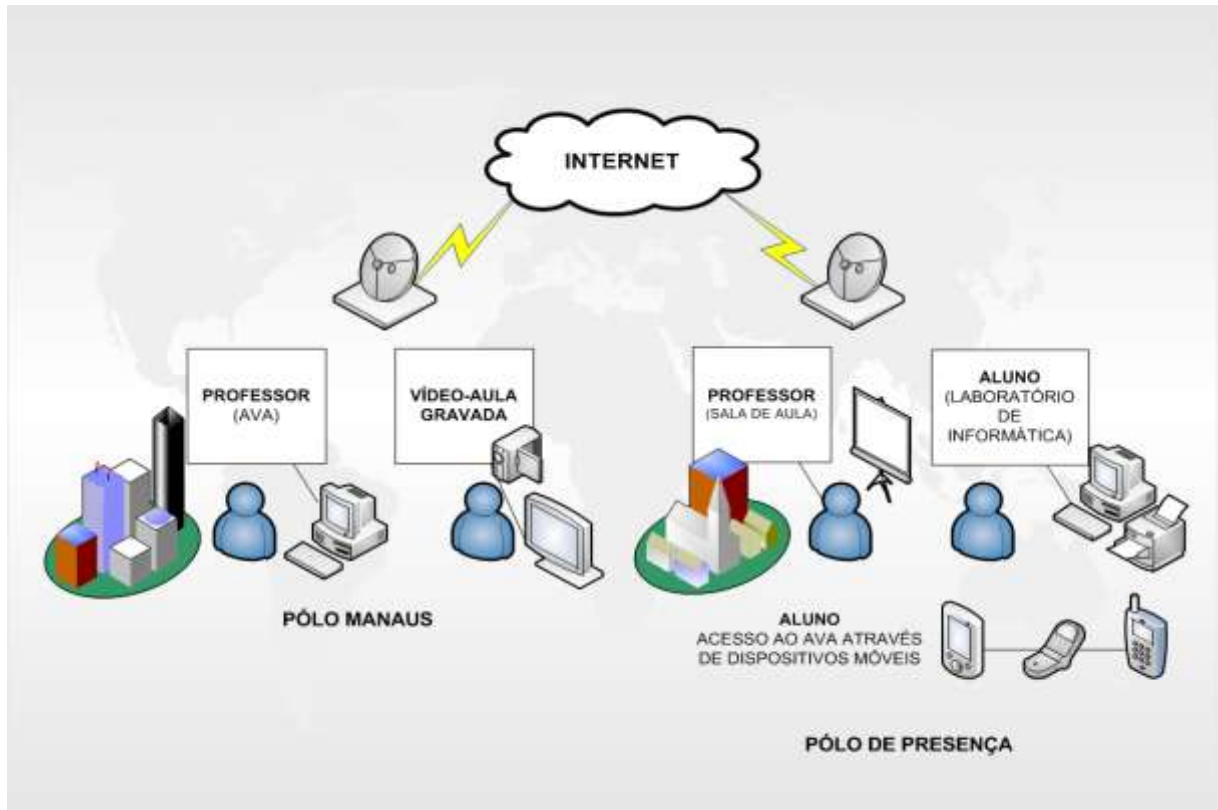 INTERNET
PROFESSOR
(AVA)
VÍDEO-AULA
GRAVADA
PROFESSOR
(SALA DE AULA)
ALUNO
(LABORATÓRIO
DE
INFORMÁTICA)
PÓLO MANAUS
ALUNO
ACESSO AO AVA ATRAVÉS
DE DISPOSITIVOS MÓVEIS
PÓLO DE PRESENÇA